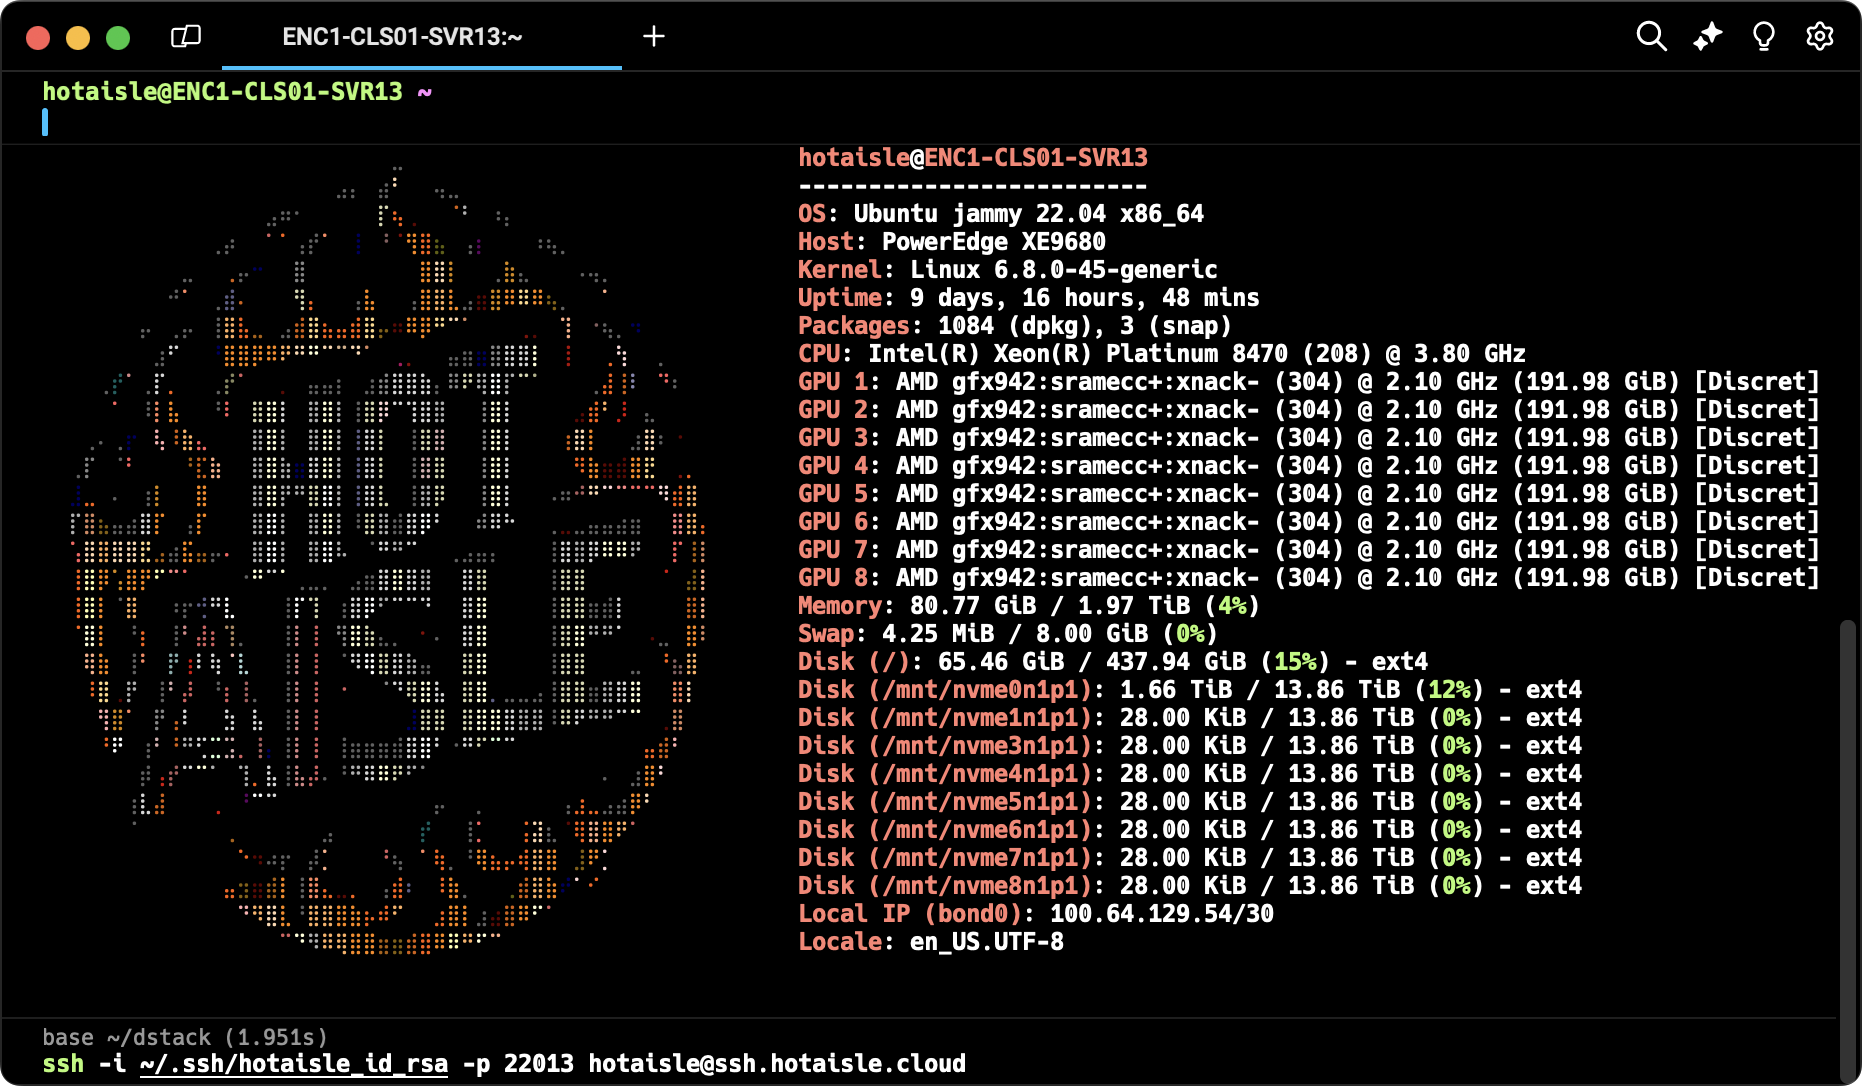 ENC1-CLS01-SVR13:~
hotaisle@ENC1-CLS01-SVR13 ~
HOT
AISLE
hotaisle@ENC1-CLS01-SVR13
-------------------------
OS: Ubuntu jammy 22.04 x86_64
Host: PowerEdge XE9680
Kernel: Linux 6.8.0-45-generic
Uptime: 9 days, 16 hours, 48 mins
Packages: 1084 (dpkg), 3 (snap)
CPU: Intel(R) Xeon(R) Platinum 8470 (208) @ 3.80 GHz
GPU 1: AMD gfx942:sramecc+:xnack- (304) @ 2.10 GHz (191.98 GiB) [Discret]
GPU 2: AMD gfx942:sramecc+:xnack- (304) @ 2.10 GHz (191.98 GiB) [Discret]
GPU 3: AMD gfx942:sramecc+:xnack- (304) @ 2.10 GHz (191.98 GiB) [Discret]
GPU 4: AMD gfx942:sramecc+:xnack- (304) @ 2.10 GHz (191.98 GiB) [Discret]
GPU 5: AMD gfx942:sramecc+:xnack- (304) @ 2.10 GHz (191.98 GiB) [Discret]
GPU 6: AMD gfx942:sramecc+:xnack- (304) @ 2.10 GHz (191.98 GiB) [Discret]
GPU 7: AMD gfx942:sramecc+:xnack- (304) @ 2.10 GHz (191.98 GiB) [Discret]
GPU 8: AMD gfx942:sramecc+:xnack- (304) @ 2.10 GHz (191.98 GiB) [Discret]
Memory: 80.77 GiB / 1.97 TiB (4%)
Swap: 4.25 MiB / 8.00 GiB (0%)
Disk (/): 65.46 GiB / 437.94 GiB (15%) - ext4
Disk (/mnt/nvme0n1p1): 1.66 TiB / 13.86 TiB (12%) - ext4
Disk (/mnt/nvme1n1p1): 28.00 KiB / 13.86 TiB (0%) - ext4
Disk (/mnt/nvme3n1p1): 28.00 KiB / 13.86 TiB (0%) - ext4
Disk (/mnt/nvme4n1p1): 28.00 KiB / 13.86 TiB (0%) - ext4
Disk (/mnt/nvme5n1p1): 28.00 KiB / 13.86 TiB (0%) - ext4
Disk (/mnt/nvme6n1p1): 28.00 KiB / 13.86 TiB (0%) - ext4
Disk (/mnt/nvme7n1p1): 28.00 KiB / 13.86 TiB (0%) - ext4
Disk (/mnt/nvme8n1p1): 28.00 KiB / 13.86 TiB (0%) - ext4
Local IP (bond0): 100.64.129.54/30
Locale: en_US.UTF-8
base ~/dstack (1.951s)
ssh -i ~/.ssh/hotaisle_id_rsa -p 22013 hotaisle@ssh.hotaisle.cloud